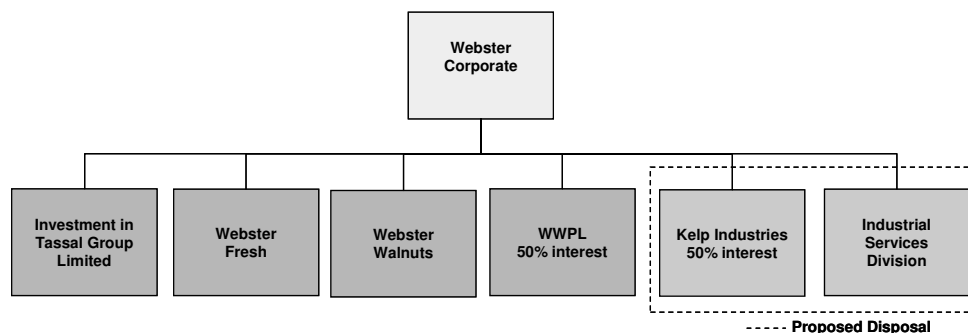 Webster
Corporate
Investment in
Tassal Group
Limited
Webster
Fresh
Webster
Walnuts
WWPL
50% interest
Kelp Industries
50% interest
Industrial
Services
Division
Proposed Disposal